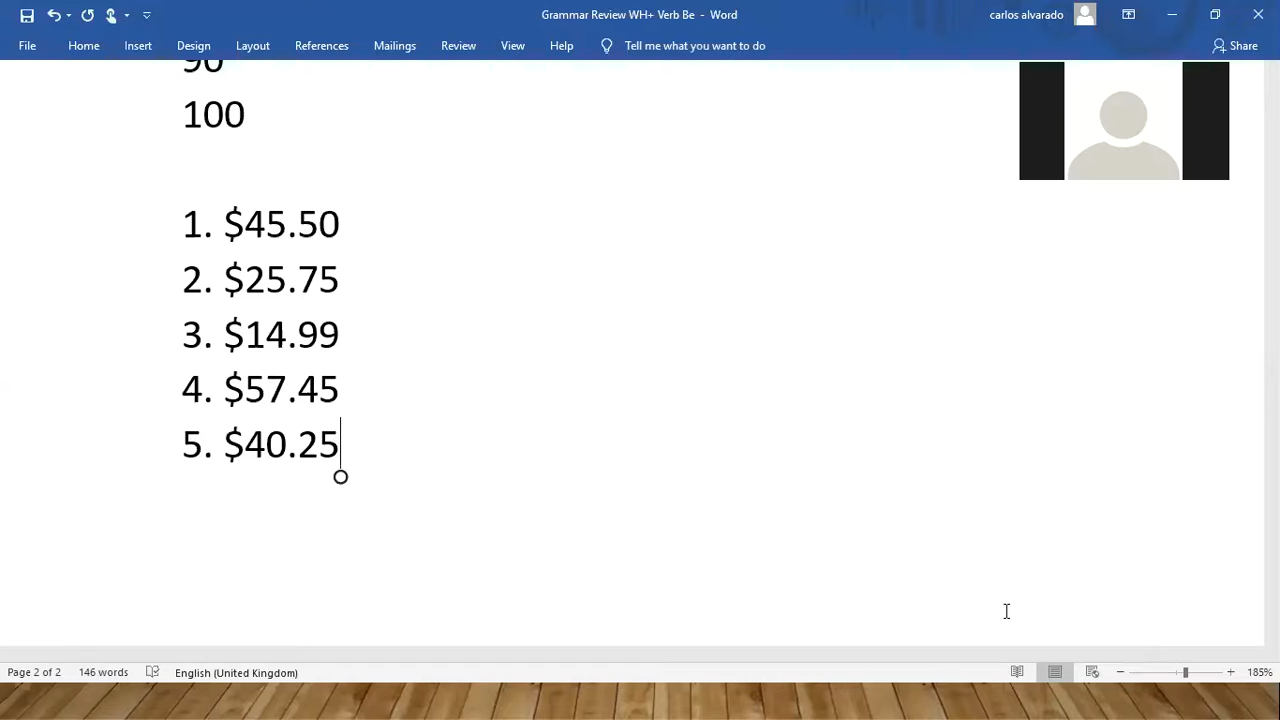 Grammar Review WH+ Verb Be - Word
carlos alvarado
File Home Insert Design Layout References Mailings Review View Help Tell me what you want to do Share
90
100
1. $45.50
2. $25.75
3. $14.99
4. $57.45
5. $40.25
Page 2 of 2 146 words English (United Kingdom) 185%